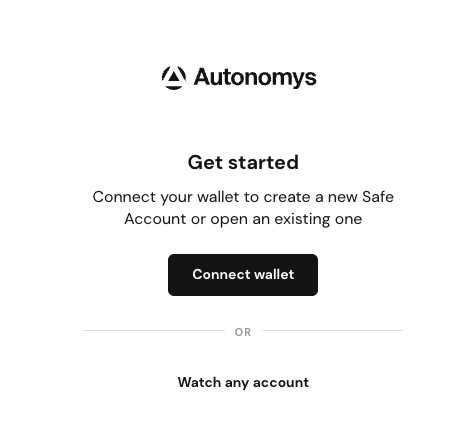 Autonomys
Get started
Connect your wallet to create a new Safe
Account or open an existing one
Connect wallet
OR
Watch any account